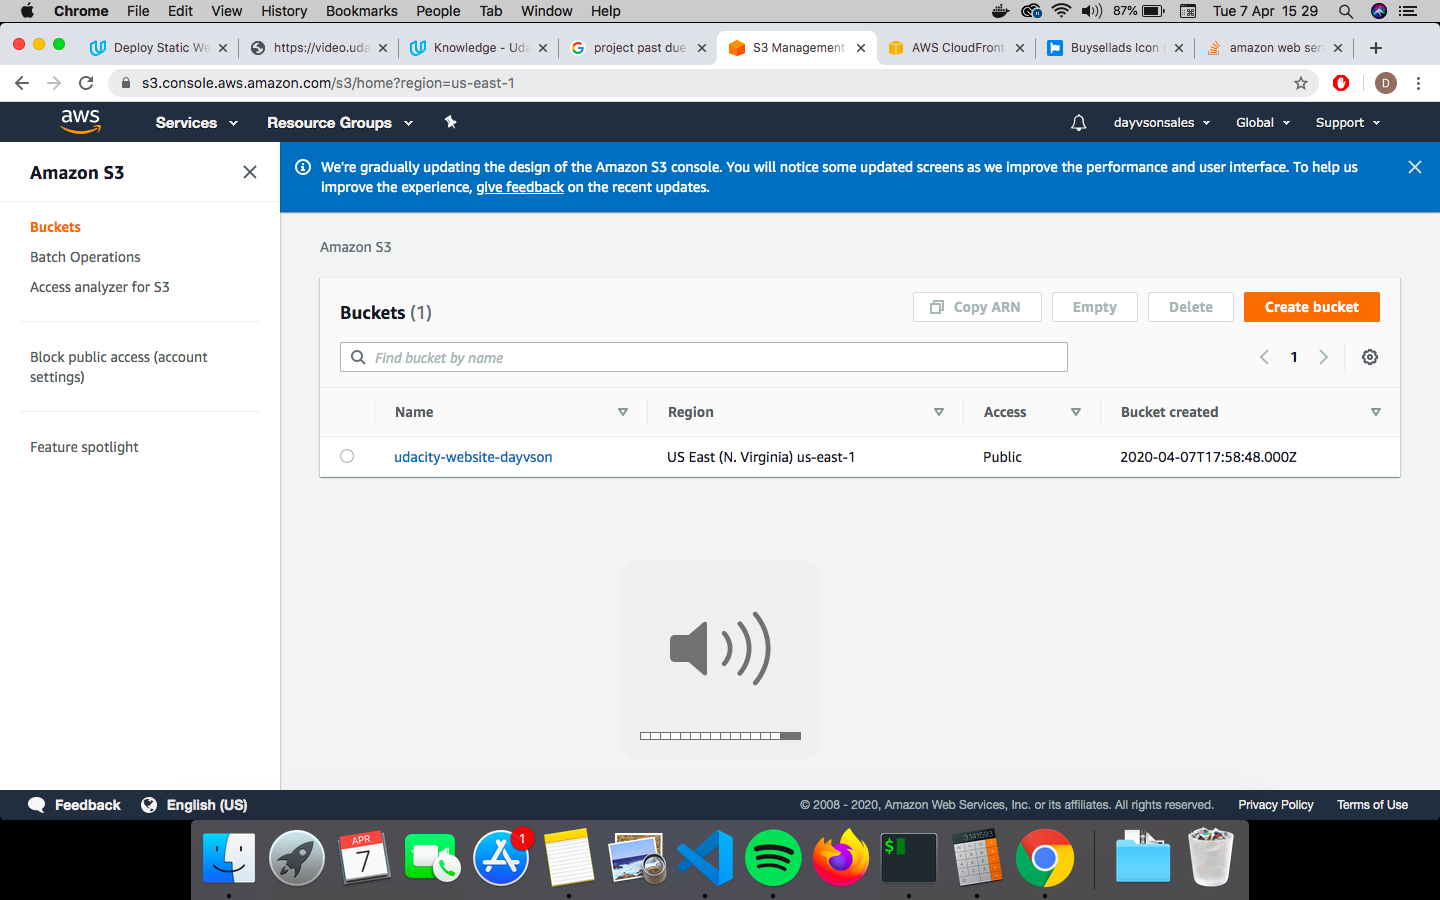 Chrome File Edit View History Bookmarks People Tab Window Help 87% Tue 7 Apr 15 29
Deploy Static We https://video.uda Knowledge - Uda project past due S3 Management AWS CloudFront Buysellads Icon amazon web ser
s3.console.aws.amazon.com/s3/home?region=us-east-1 D
aws Services Resource Groups dayvsonsales Global Support
Amazon S3
Buckets
Batch Operations
Access analyzer for S3
Block public access (account
settings)
Feature spotlight
We're gradually updating the design of the Amazon S3 console. You will notice some updated screens as we improve the performance and user interface. To help us
improve the experience, give feedback on the recent updates.
Amazon S3
Buckets (1) Copy ARN Empty Delete Create bucket
Find bucket by name 1
Name Region Access Bucket created
udacity-website-dayvson US East (N. Virginia) us-east-1 Public 2020-04-07T17:58:48.000Z
Feedback English (US) © 2008 - 2020, Amazon Web Services, Inc. or its affiliates. All rights reserved. Privacy Policy Terms of Use
APR
7
1
$
3.141593